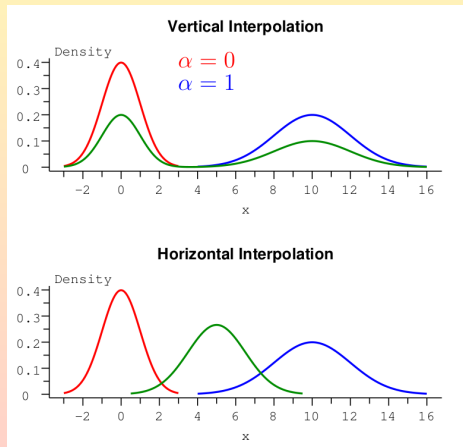 Vertical Interpolation
Density
α = 0
α = 1
0.4
0.3
0.2
0.1
0
-2 0 2 4 6 8 10 12 14 16
x
Horizontal Interpolation
Density
0.4
0.3
0.2
0.1
0
-2 0 2 4 6 8 10 12 14 16
x